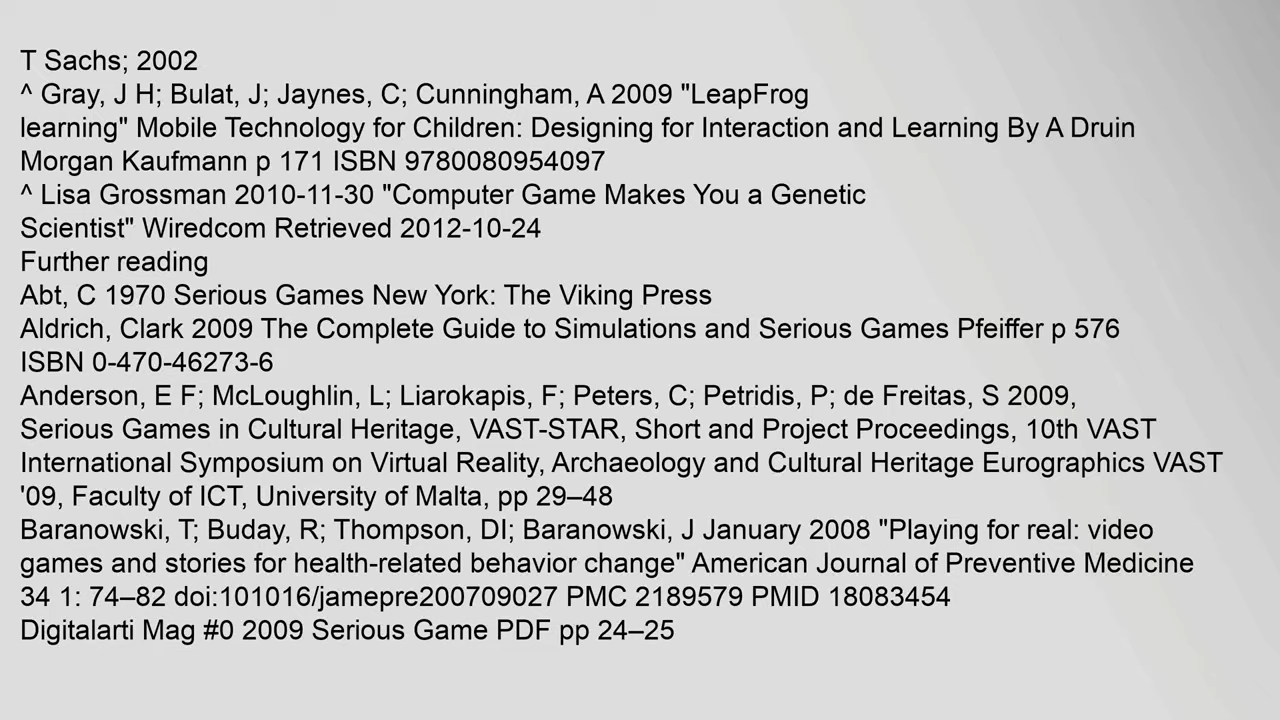 T Sachs; 2002
^ Gray, J H; Bulat, J; Jaynes, C; Cunningham, A 2009 "LeapFrog
learning" Mobile Technology for Children: Designing for Interaction and Learning By A Druin
Morgan Kaufmann p 171 ISBN 9780080954097
^ Lisa Grossman 2010-11-30 "Computer Game Makes You a Genetic
Scientist" Wiredcom Retrieved 2012-10-24
Further reading
Abt, C 1970 Serious Games New York: The Viking Press
Aldrich, Clark 2009 The Complete Guide to Simulations and Serious Games Pfeiffer p 576
ISBN 0-470-46273-6
Anderson, E F; McLoughlin, L; Liarokapis, F; Peters, C; Petridis, P; de Freitas, S 2009,
Serious Games in Cultural Heritage, VAST-STAR, Short and Project Proceedings, 10th VAST
International Symposium on Virtual Reality, Archaeology and Cultural Heritage Eurographics VAST
'09, Faculty of ICT, University of Malta, pp 29–48
Baranowski, T; Buday, R; Thompson, DI; Baranowski, J January 2008 "Playing for real: video
games and stories for health-related behavior change" American Journal of Preventive Medicine
34 1: 74–82 doi:101016/jamepre200709027 PMC 2189579 PMID 18083454
Digitalarti Mag #0 2009 Serious Game PDF pp 24–25